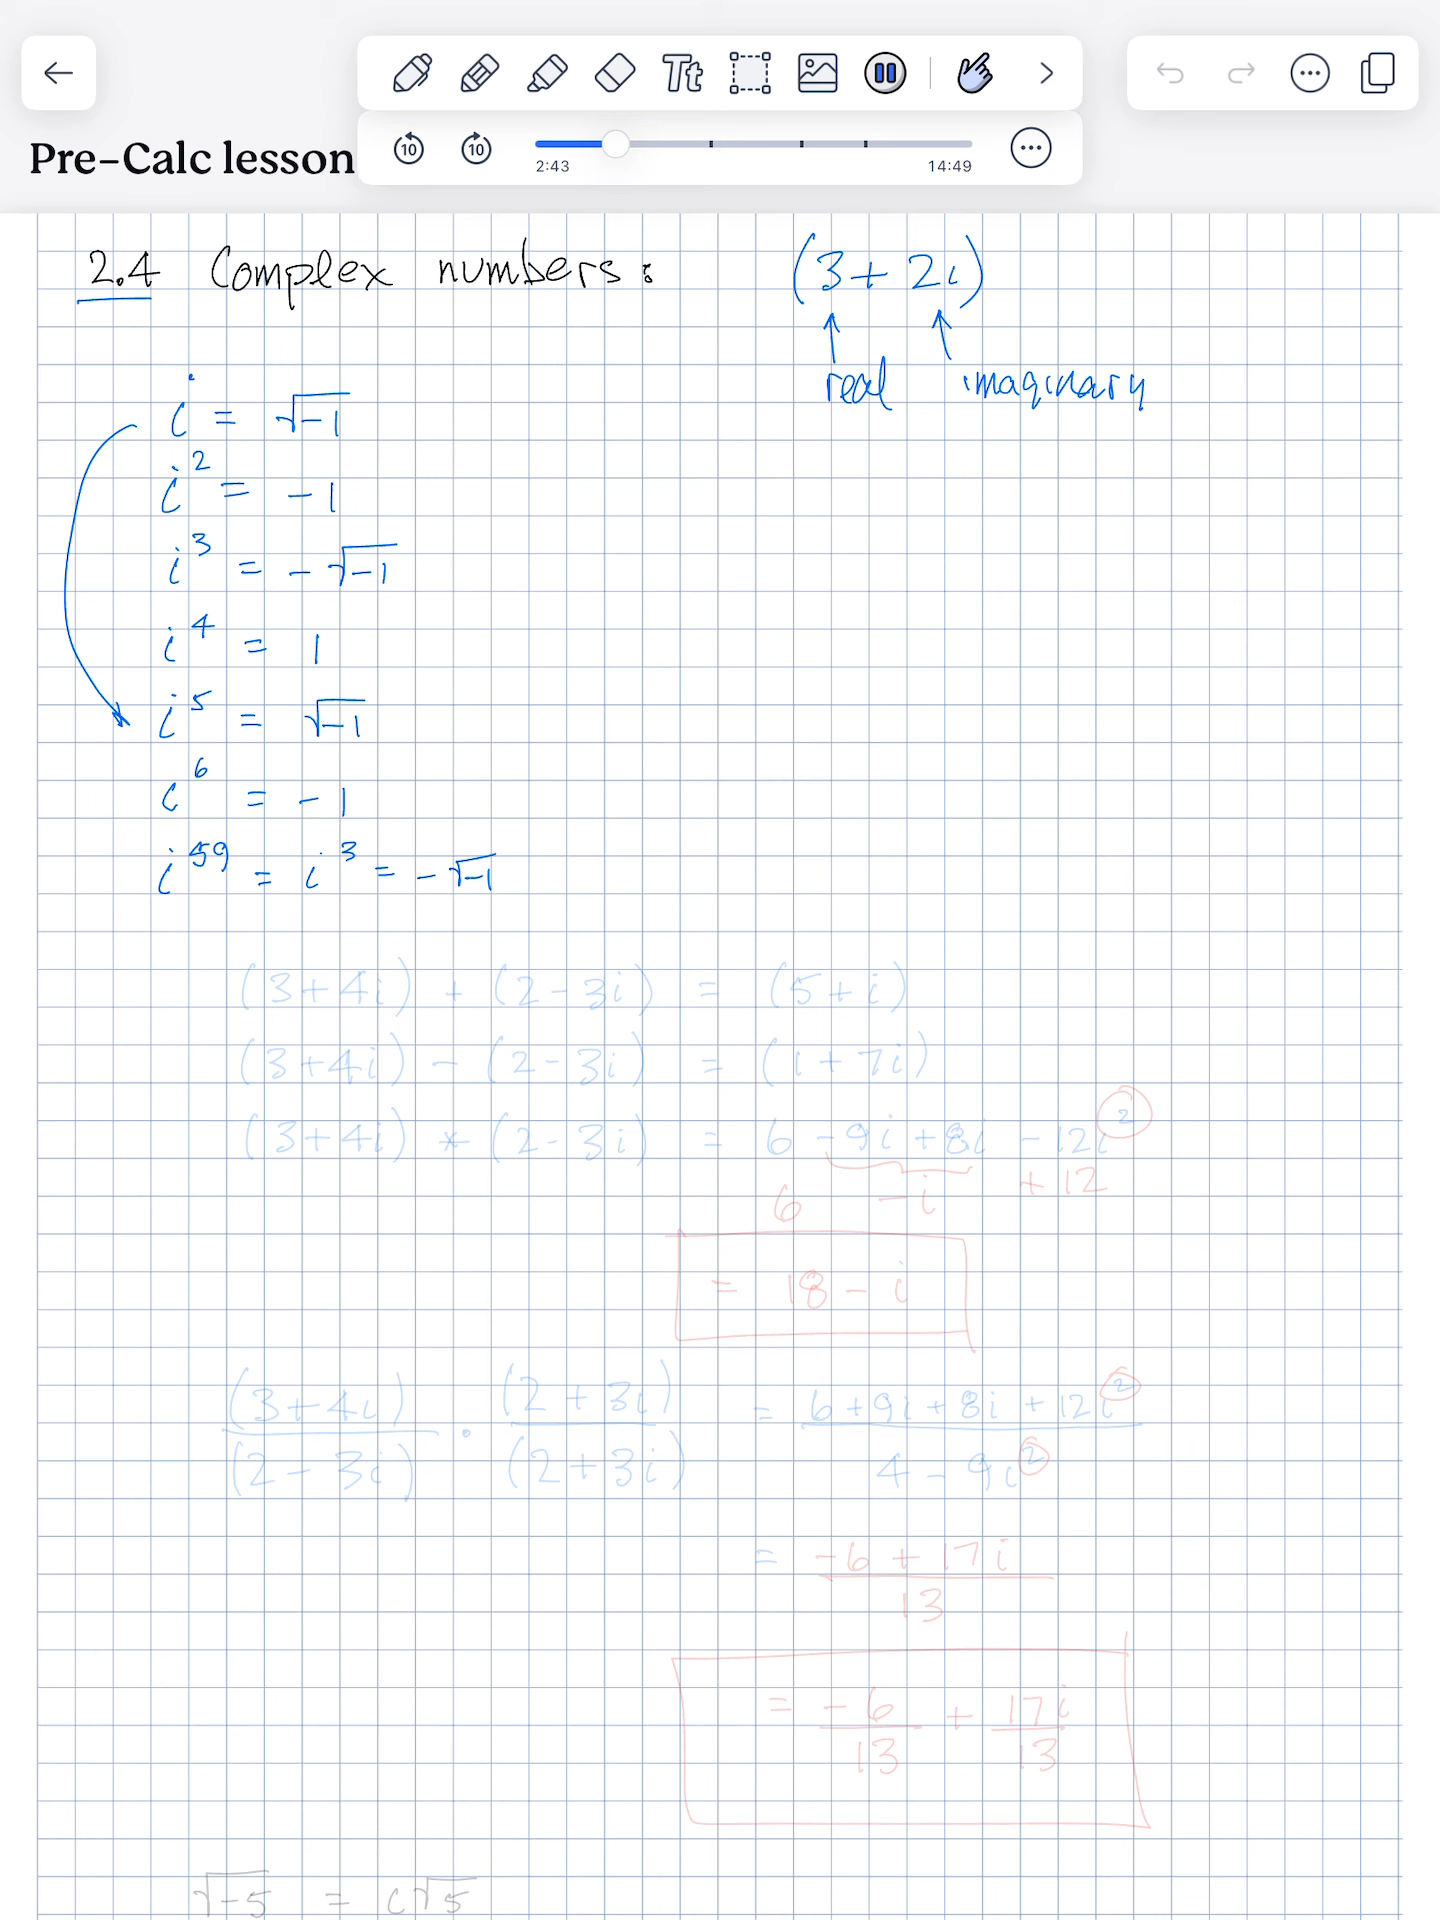 Pre-Calc lesson
10 10 2:43 14:49
Tt
2.4 Complex numbers: (3 + 2i)
real imaginary
i = √-1
i² = -1
i³ = -√-1
i⁴ = 1
i⁵ = √-1
i⁶ = -1
i⁵⁹ = i³ = -√-1
(3+4i) + (2-3i) = (5+i)
(3+4i) - (2-3i) = (1+7i)
(3+4i) * (2-3i) = 6 -9i +8i -12i²
6 -i +12
= 18 - i
(3+4i)/(2-3i) · (2+3i)/(2+3i) = (6+9i+8i+12i²)/(4-9i²)
= (-6+17i)/13
= -6/13 + 17i/13
√-5 = i√5